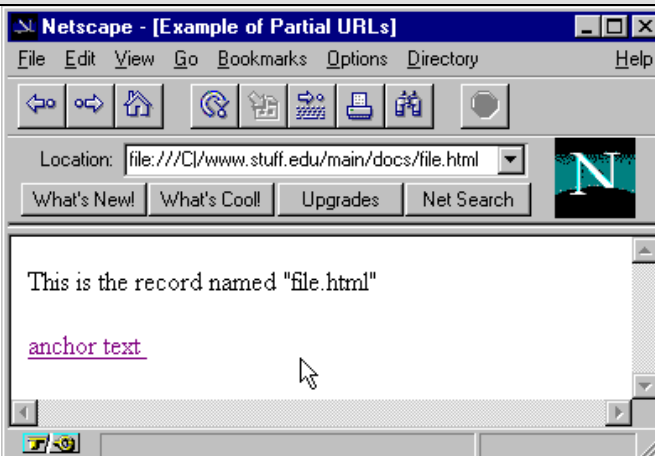 Netscape - [Example of Partial URLs]
File Edit View Go Bookmarks Options Directory Help
Location: file:///C|/www.stuff.edu/main/docs/file.html
N
What's New! What's Cool! Upgrades Net Search
This is the record named "file.html"
anchor text